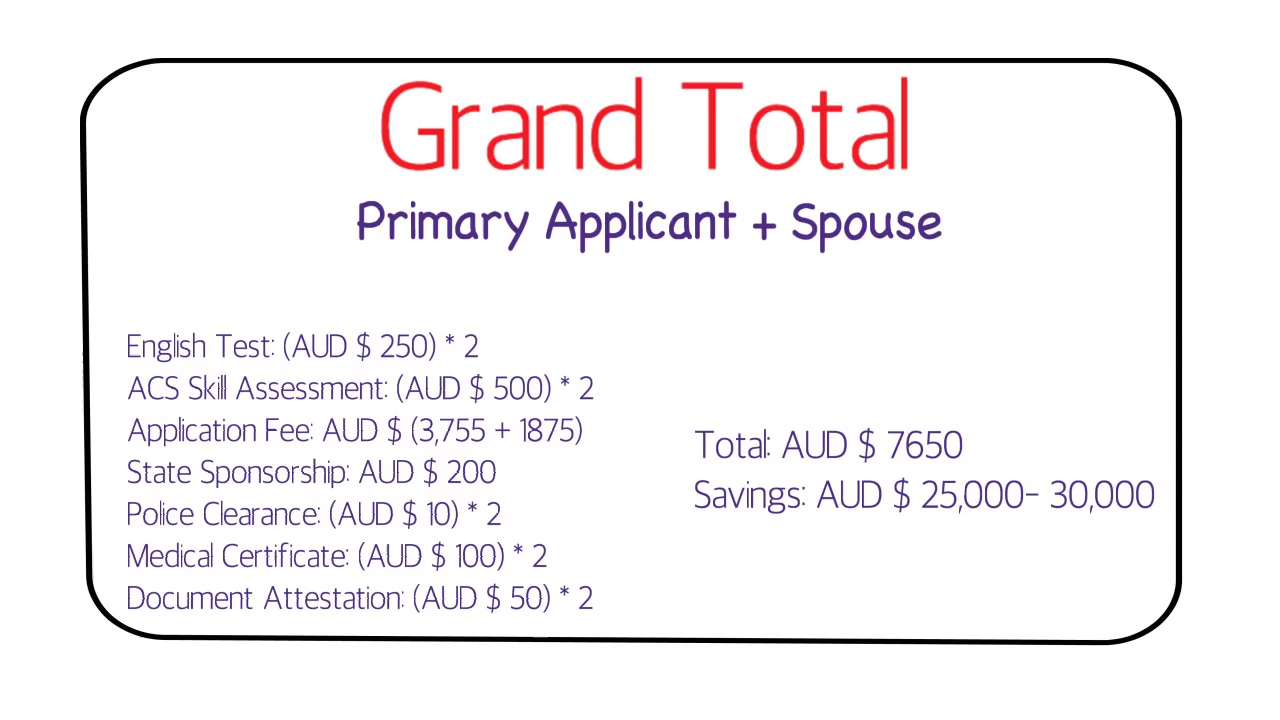 Grand Total
Primary Applicant + Spouse
English Test: (AUD $ 250) * 2
ACS Skill Assessment: (AUD $ 500) * 2
Application Fee: AUD $ (3,755 + 1875)
State Sponsorship: AUD $ 200
Police Clearance: (AUD $ 10) * 2
Medical Certificate: (AUD $ 100) * 2
Document Attestation: (AUD $ 50) * 2
Total: AUD $ 7650
Savings: AUD $ 25,000- 30,000